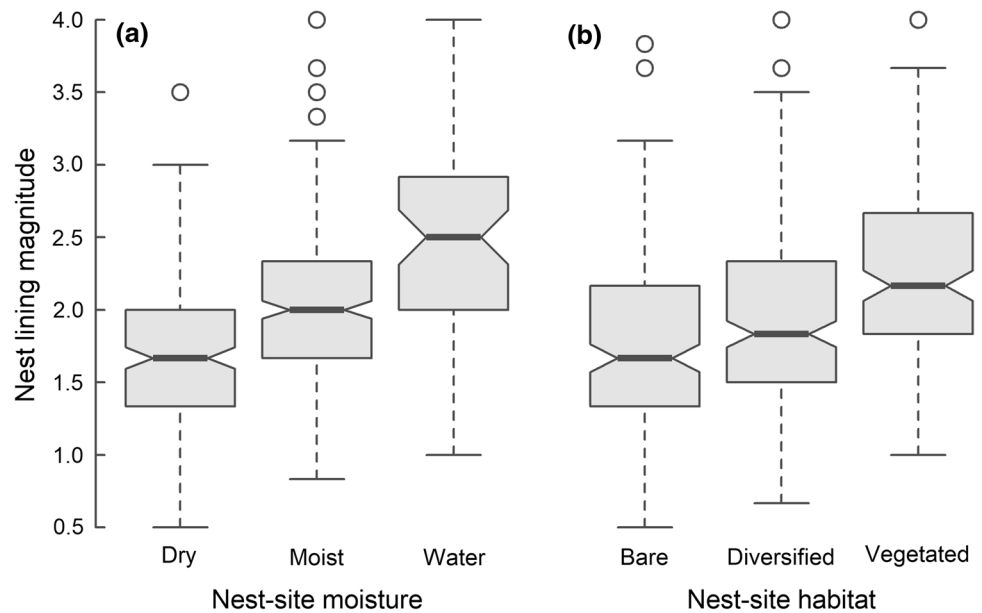 (a)
(b)
Nest lining magnitude
4.0
3.5
3.0
2.5
2.0
1.5
1.0
0.5
Dry Moist Water
Bare Diversified Vegetated
Nest-site moisture
Nest-site habitat